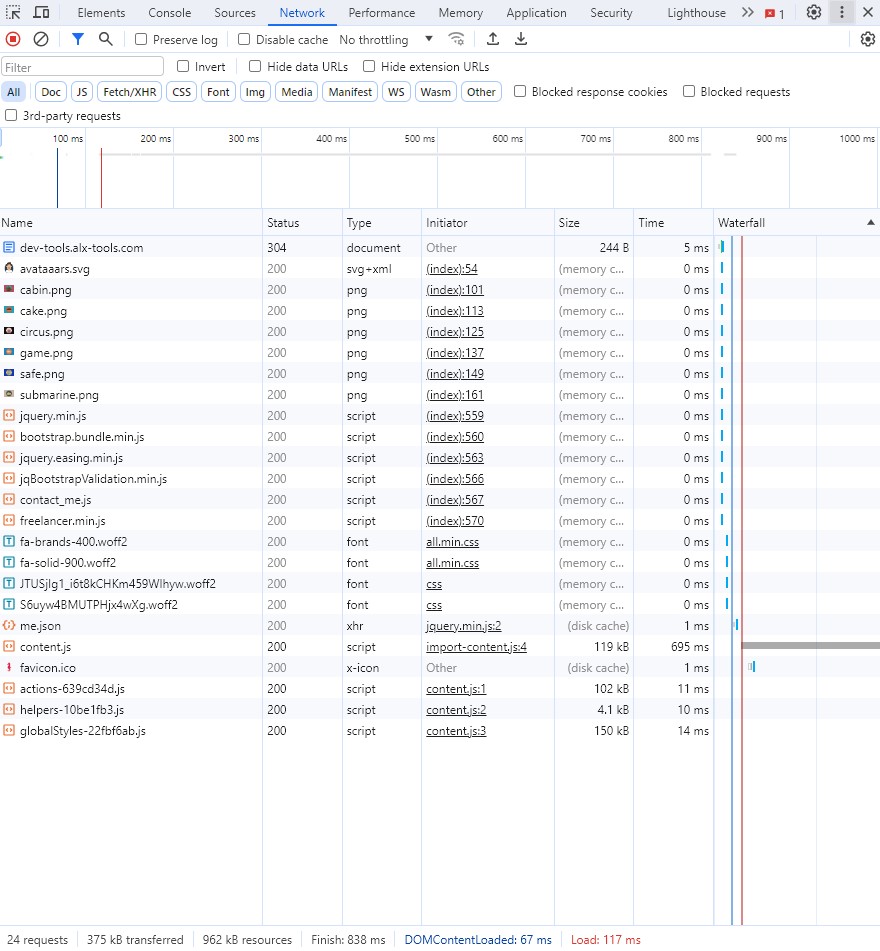 Elements Console Sources Network Performance Memory Application Security Lighthouse 1
Preserve log Disable cache No throttling
Filter Invert Hide data URLs Hide extension URLs
All Doc JS Fetch/XHR CSS Font Img Media Manifest WS Wasm Other Blocked response cookies Blocked requests
3rd-party requests
100 ms 200 ms 300 ms 400 ms 500 ms 600 ms 700 ms 800 ms 900 ms 1000 ms
Name Status Type Initiator Size Time Waterfall
dev-tools.alx-tools.com 304 document Other 244 B 5 ms
avataaars.svg 200 svg+xml (index):54 (memory c... 0 ms
cabin.png 200 png (index):101 (memory c... 0 ms
cake.png 200 png (index):113 (memory c... 0 ms
circus.png 200 png (index):125 (memory c... 0 ms
game.png 200 png (index):137 (memory c... 0 ms
safe.png 200 png (index):149 (memory c... 0 ms
submarine.png 200 png (index):161 (memory c... 0 ms
jquery.min.js 200 script (index):559 (memory c... 0 ms
bootstrap.bundle.min.js 200 script (index):560 (memory c... 0 ms
jquery.easing.min.js 200 script (index):563 (memory c... 0 ms
jqBootstrapValidation.min.js 200 script (index):566 (memory c... 0 ms
contact_me.js 200 script (index):567 (memory c... 0 ms
freelancer.min.js 200 script (index):570 (memory c... 0 ms
fa-brands-400.woff2 200 font all.min.css (memory c... 0 ms
fa-solid-900.woff2 200 font all.min.css (memory c... 0 ms
JTUSjIg1_i6t8kCHKm459Wlhyw.woff2 200 font css (memory c... 0 ms
S6uyw4BMUTPHjx4wXg.woff2 200 font css (memory c... 0 ms
me.json 200 xhr jquery.min.js:2 (disk cache) 1 ms
content.js 200 script import-content.js:4 119 kB 695 ms
favicon.ico 200 x-icon Other (disk cache) 1 ms
actions-639cd34d.js 200 script content.js:1 102 kB 11 ms
helpers-10be1fb3.js 200 script content.js:2 4.1 kB 10 ms
globalStyles-22fbf6ab.js 200 script content.js:3 150 kB 14 ms
24 requests 375 kB transferred 962 kB resources Finish: 838 ms DOMContentLoaded: 67 ms Load: 117 ms